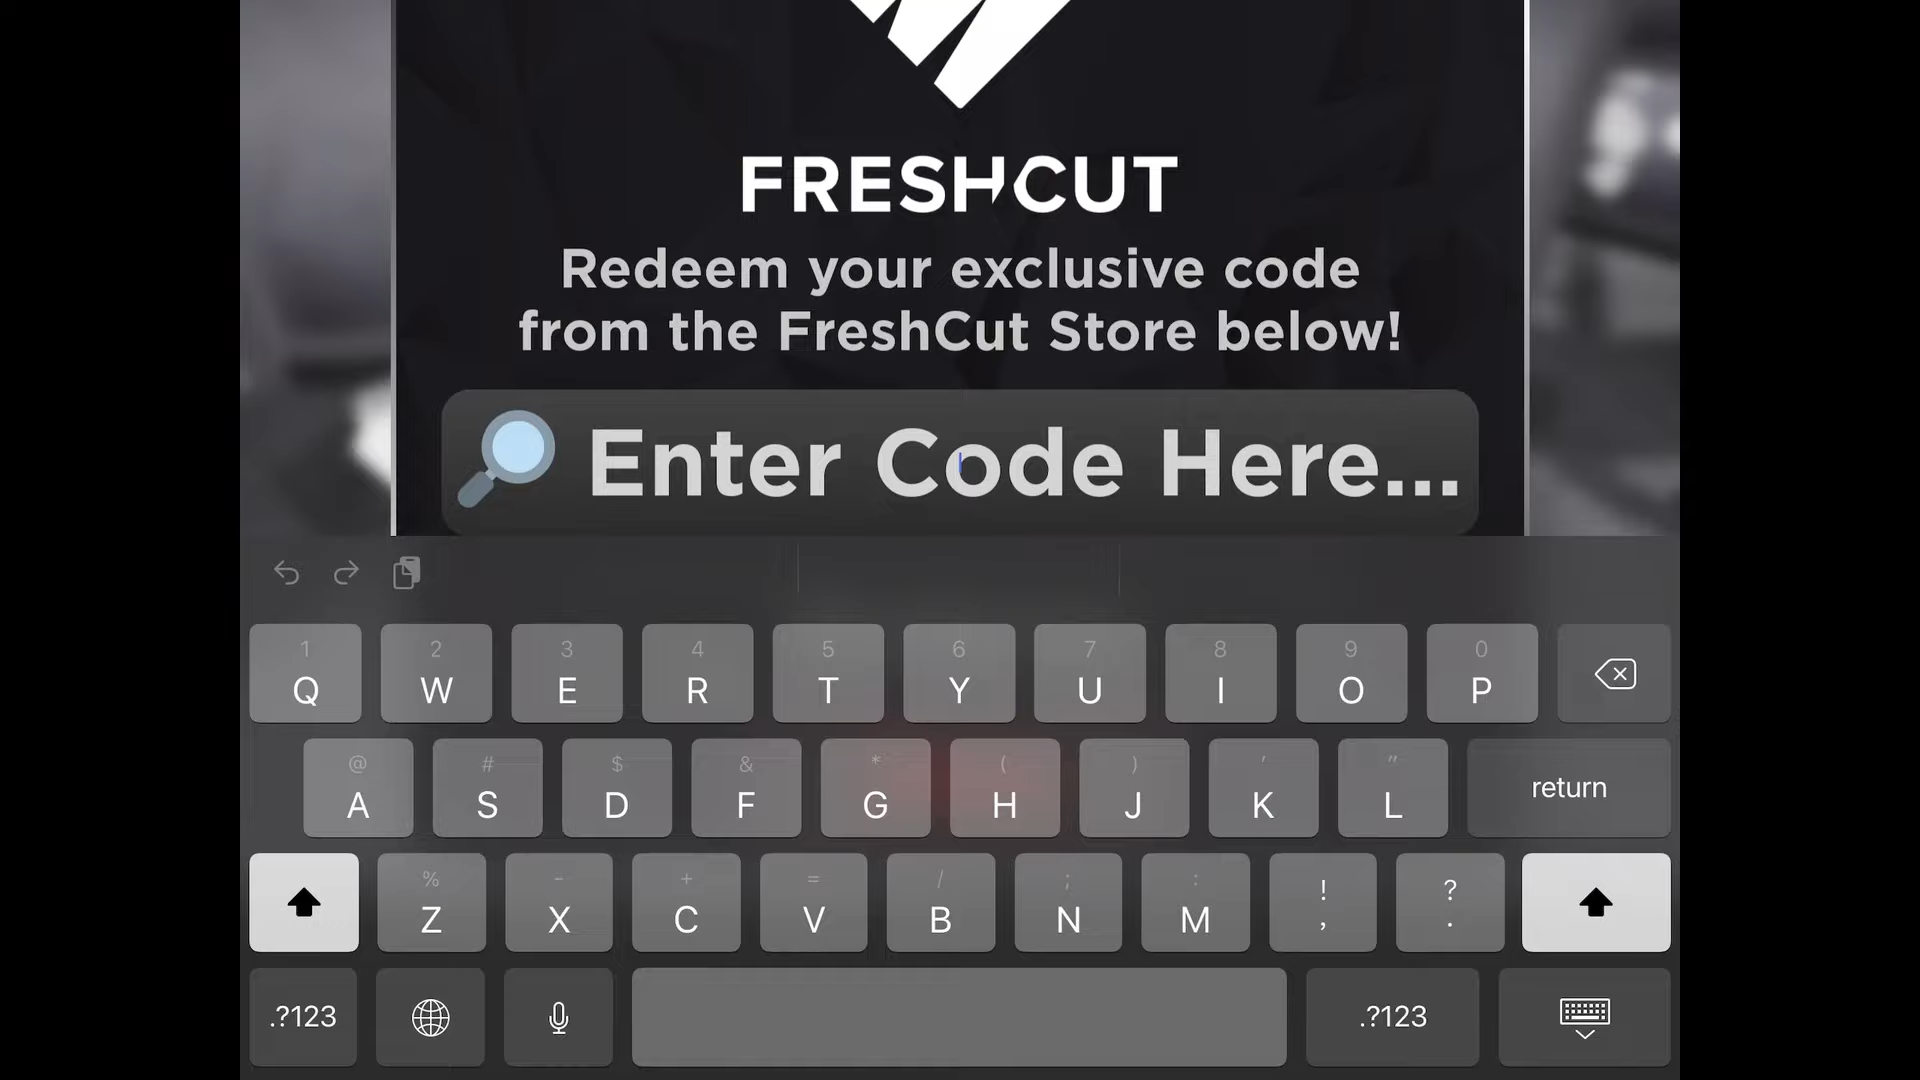 FRESHCUT
Redeem your exclusive code
from the FreshCut Store below!
🔎 Enter Code Here...
1 2 3 4 5 6 7 8 9 0
Q W E R T Y U I O P
@ # $ & * ( ) ' "
A S D F G H J K L return
% - + = / ; : ! ?
Z X C V B N M , .
.?123 .?123